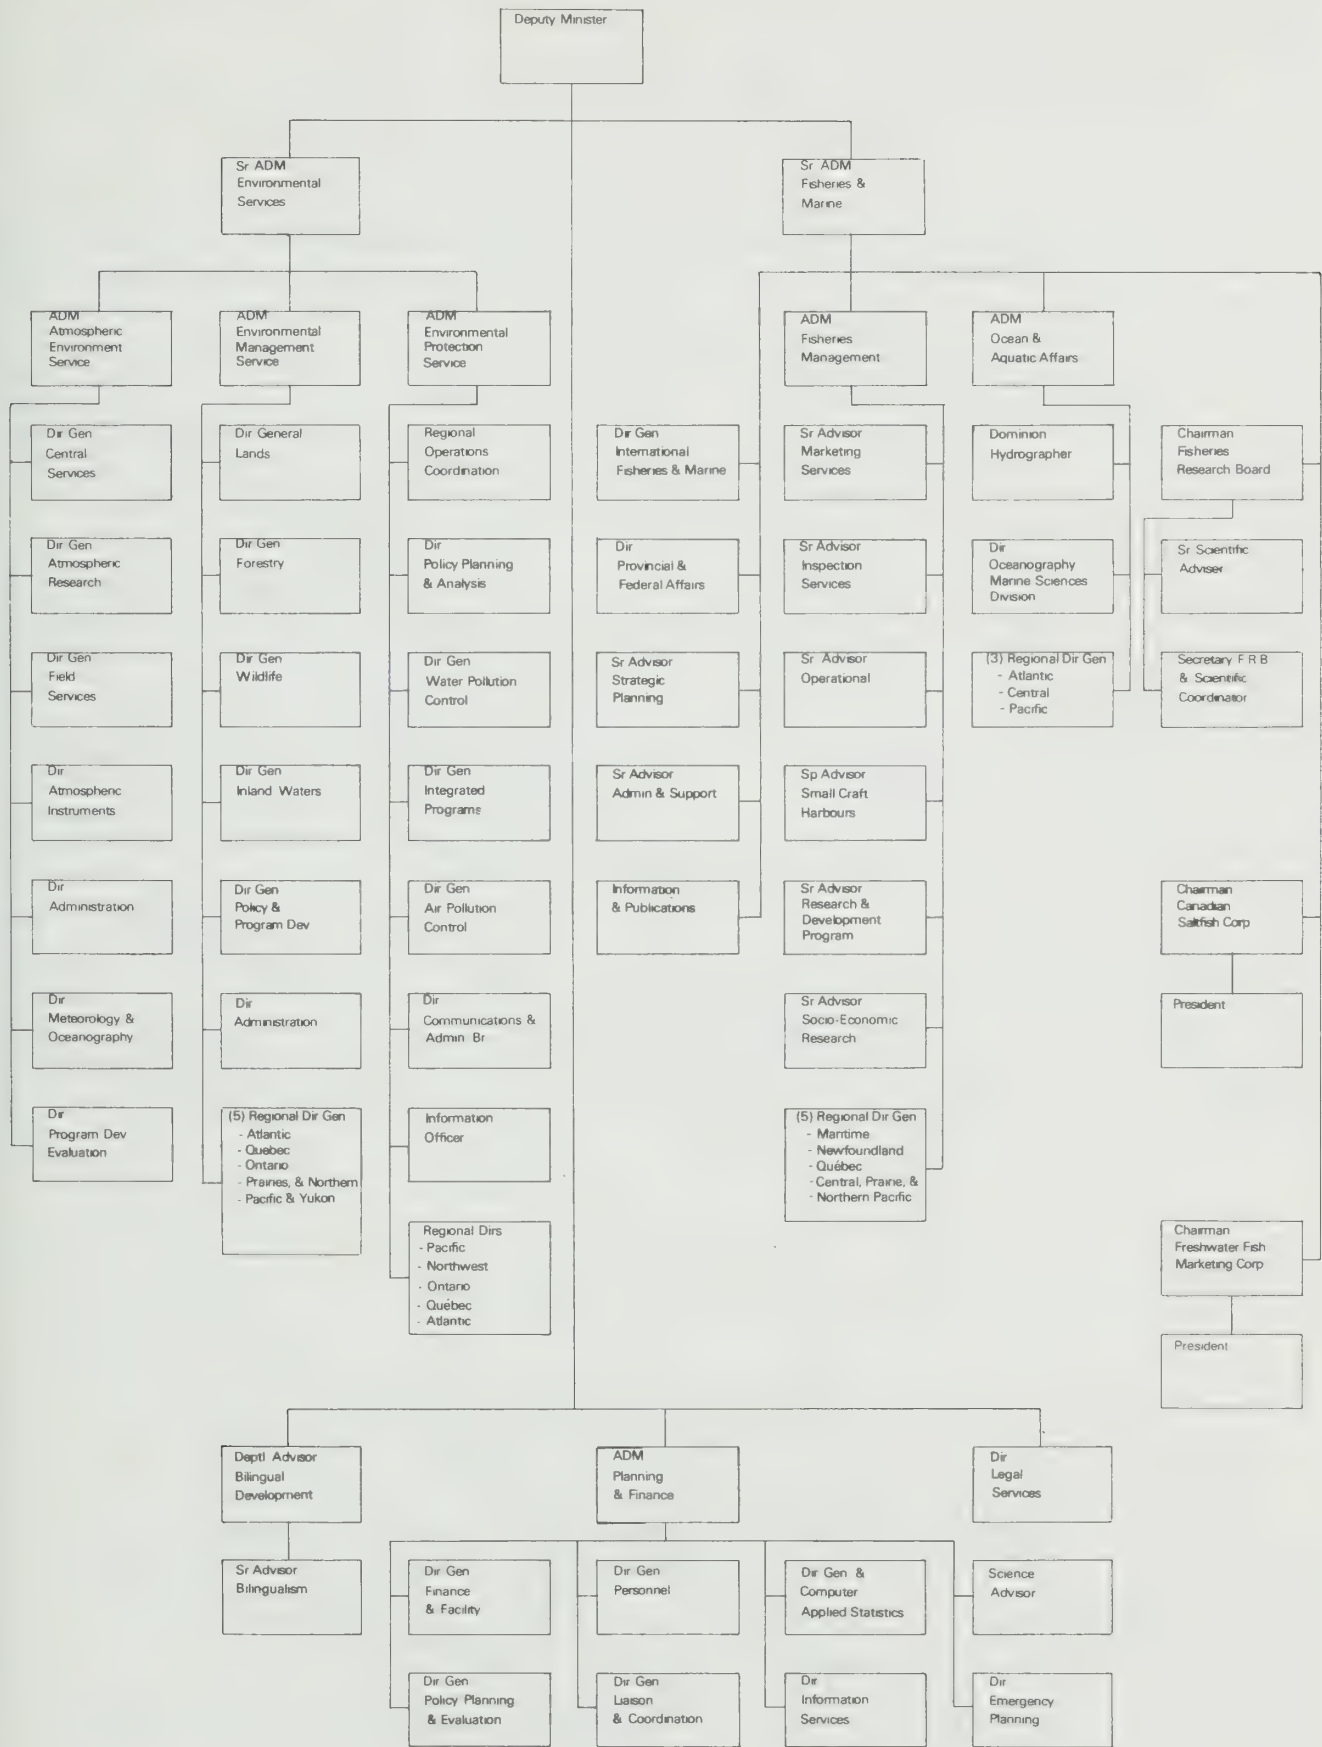 Deputy Minister
Sr ADM
Environmental
Services
Sr ADM
Fisheries &
Marine
ADM
Atmospheric
Environment
Service
ADM
Environmental
Management
Service
ADM
Environmental
Protection
Service
ADM
Fisheries
Management
ADM
Ocean &
Aquatic Affairs
Dir Gen
Central
Services
Dir Gen
Atmospheric
Research
Dir Gen
Field
Services
Dir
Atmospheric
Instruments
Dir
Administration
Dir
Meteorology &
Oceanography
Dir
Program Dev
Evaluation
Dir General
Lands
Dir Gen
Forestry
Dir Gen
Wildlife
Dir Gen
Inland Waters
Dir Gen
Policy &
Program Dev
Dir
Administration
(5) Regional Dir Gen
- Atlantic
- Quebec
- Ontario
- Prairies, & Northern
- Pacific & Yukon
Regional
Operations
Coordination
Dir
Policy Planning
& Analysis
Dir Gen
Water Pollution
Control
Dir Gen
Integrated
Programs
Dir Gen
Air Pollution
Control
Dir
Communications &
Admin Br
Information
Officer
Regional Dirs
- Pacific
- Northwest
- Ontario
- Québec
- Atlantic
Dir Gen
International
Fisheries & Marine
Dir
Provincial &
Federal Affairs
Sr Advisor
Strategic
Planning
Sr Advisor
Admin & Support
Information
& Publications
Sr Advisor
Marketing
Services
Sr Advisor
Inspection
Services
Sr Advisor
Operational
Sp Advisor
Small Craft
Harbours
Sr Advisor
Research &
Development
Program
Sr Advisor
Socio-Economic
Research
(5) Regional Dir Gen
- Maritime
- Newfoundland
- Québec
- Central, Prairie, &
- Northern Pacific
Dominion
Hydrographer
Dir
Oceanography
Marine Sciences
Division
(3) Regional Dir Gen
- Atlantic
- Central
- Pacific
Chairman
Fisheries
Research Board
Sr Scientific
Adviser
Secretary F R B
& Scientific
Coordinator
Chairman
Canadian
Saltfish Corp
President
Chairman
Freshwater Fish
Marketing Corp
President
Deptl Advisor
Bilingual
Development
Sr Advisor
Bilingualism
ADM
Planning
& Finance
Dir
Legal
Services
Dir Gen
Finance
& Facility
Dir Gen
Personnel
Dir Gen &
Computer
Applied Statistics
Science
Advisor
Dir Gen
Policy Planning
& Evaluation
Dir Gen
Liaison
& Coordination
Dir
Information
Services
Dir
Emergency
Planning